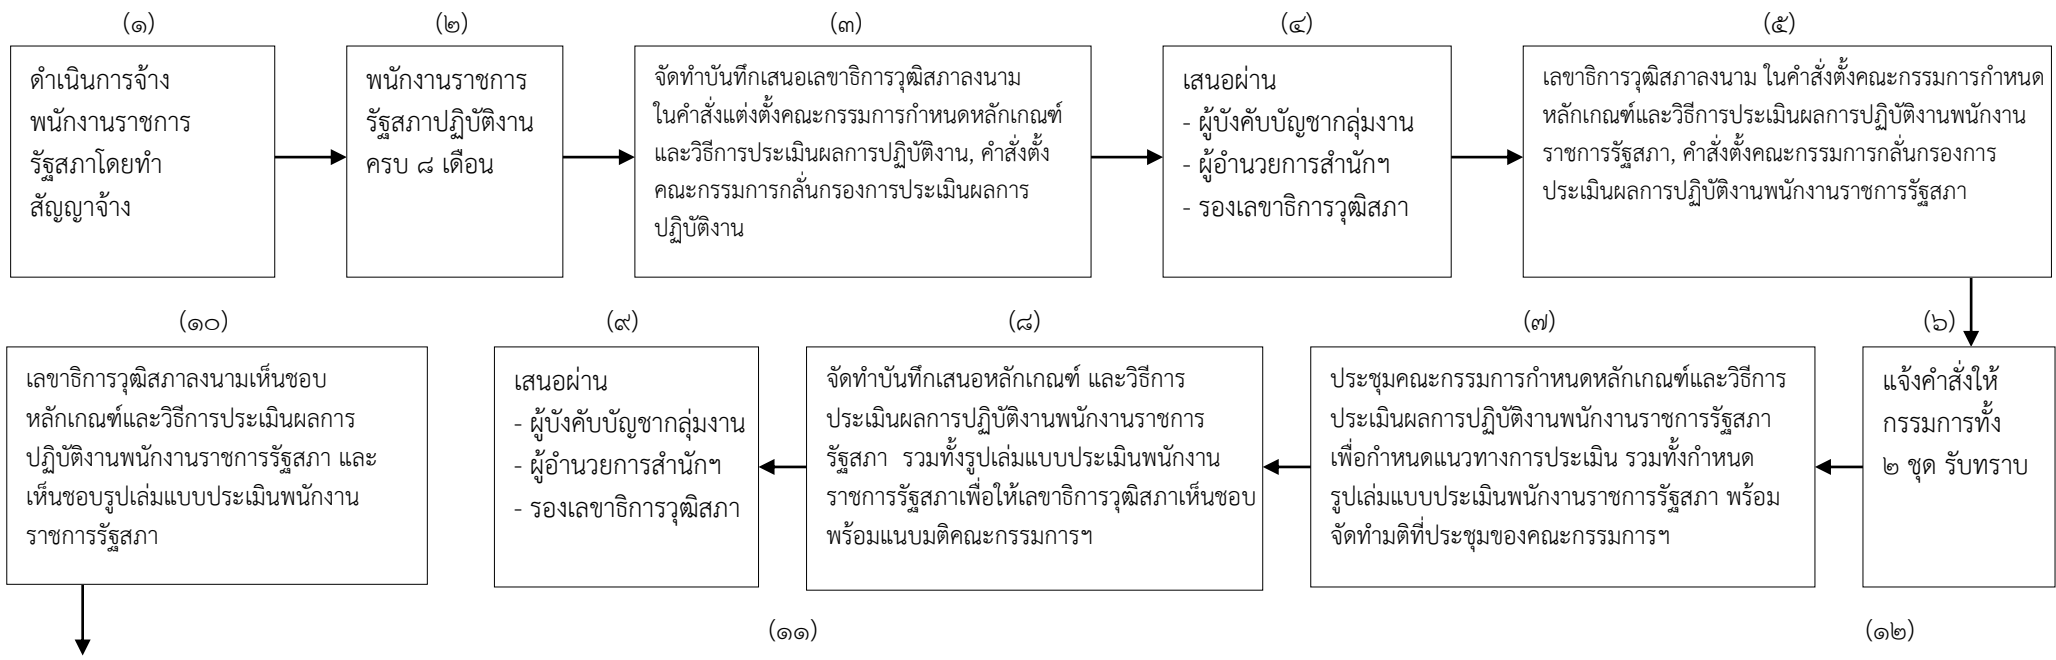 (๑)
ดำเนินการจ้าง
พนักงานราชการ
รัฐสภาโดยทำ
สัญญาจ้าง
(๒)
พนักงานราชการ
รัฐสภาปฏิบัติงาน
ครบ ๘ เดือน
(๓)
จัดทำบันทึกเสนอเลขาธิการวุฒิสภาลงนาม
ในคำสั่งแต่งตั้งคณะกรรมการกำหนดหลักเกณฑ์
และวิธีการประเมินผลการปฏิบัติงาน, คำสั่งตั้ง
คณะกรรมการกลั่นกรองการประเมินผลการ
ปฏิบัติงาน
(๔)
เสนอผ่าน
- ผู้บังคับบัญชากลุ่มงาน
- ผู้อำนวยการสำนักฯ
- รองเลขาธิการวุฒิสภา
(๕)
เลขาธิการวุฒิสภาลงนาม ในคำสั่งตั้งคณะกรรมการกำหนด
หลักเกณฑ์และวิธีการประเมินผลการปฏิบัติงานพนักงาน
ราชการรัฐสภา, คำสั่งตั้งคณะกรรมการกลั่นกรองการ
ประเมินผลการปฏิบัติงานพนักงานราชการรัฐสภา
(๖)
แจ้งคำสั่งให้
กรรมการทั้ง
๒ ชุด รับทราบ
(๗)
ประชุมคณะกรรมการกำหนดหลักเกณฑ์และวิธีการ
ประเมินผลการปฏิบัติงานพนักงานราชการรัฐสภา
เพื่อกำหนดแนวทางการประเมิน รวมทั้งกำหนด
รูปเล่มแบบประเมินพนักงานราชการรัฐสภา พร้อม
จัดทำมติที่ประชุมของคณะกรรมการฯ
(๘)
จัดทำบันทึกเสนอหลักเกณฑ์ และวิธีการ
ประเมินผลการปฏิบัติงานพนักงานราชการ
รัฐสภา รวมทั้งรูปเล่มแบบประเมินพนักงาน
ราชการรัฐสภาเพื่อให้เลขาธิการวุฒิสภาเห็นชอบ
พร้อมแนบมติคณะกรรมการฯ
(๙)
เสนอผ่าน
- ผู้บังคับบัญชากลุ่มงาน
- ผู้อำนวยการสำนักฯ
- รองเลขาธิการวุฒิสภา
(๑๐)
เลขาธิการวุฒิสภาลงนามเห็นชอบ
หลักเกณฑ์และวิธีการประเมินผลการ
ปฏิบัติงานพนักงานราชการรัฐสภา และ
เห็นชอบรูปเล่มแบบประเมินพนักงาน
ราชการรัฐสภา
(๑๑)
(๑๒)